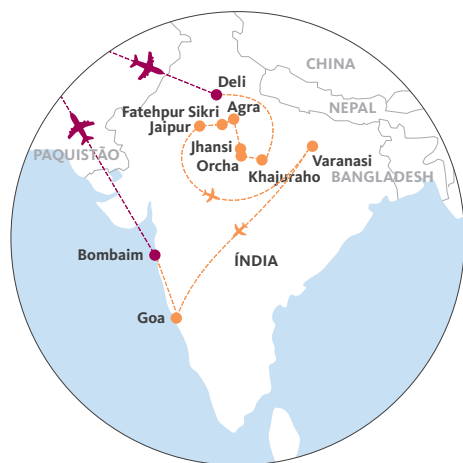 CHINA
Deli
NEPAL
Fatehpur Sikri
Agra
Jaipur
PAQUISTÃO
Jhansi
Orcha
Varanasi
Khajuraho
BANGLADESH
Bombaim
ÍNDIA
Goa